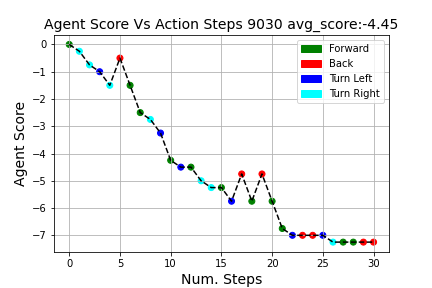 Agent Score Vs Action Steps 9030 avg_score:-4.45
Forward
Back
Turn Left
Turn Right
Agent Score
0
−1
−2
−3
−4
−5
−6
−7
0 5 10 15 20 25 30
Num. Steps